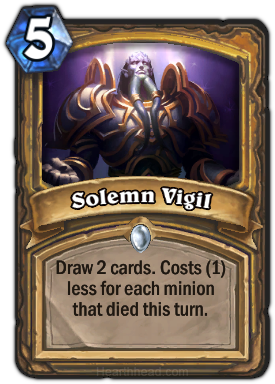 5
Solemn Vigil
Draw 2 cards. Costs (1)
less for each minion
that died this turn.
Hearthhead.com